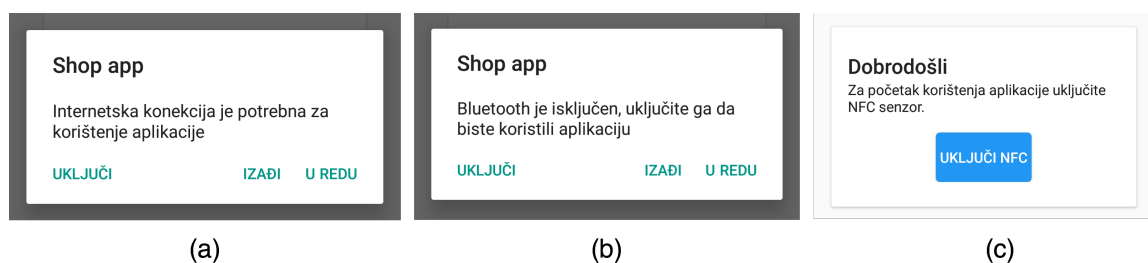 Shop app
Internetska konekcija je potrebna za
korištenje aplikacije
UKLJUČI IZAĐI U REDU
(a)
Shop app
Bluetooth je isključen, uključite ga da
biste koristili aplikaciju
UKLJUČI IZAĐI U REDU
(b)
Dobrodošli
Za početak korištenja aplikacije uključite
NFC senzor.
UKLJUČI NFC
(c)